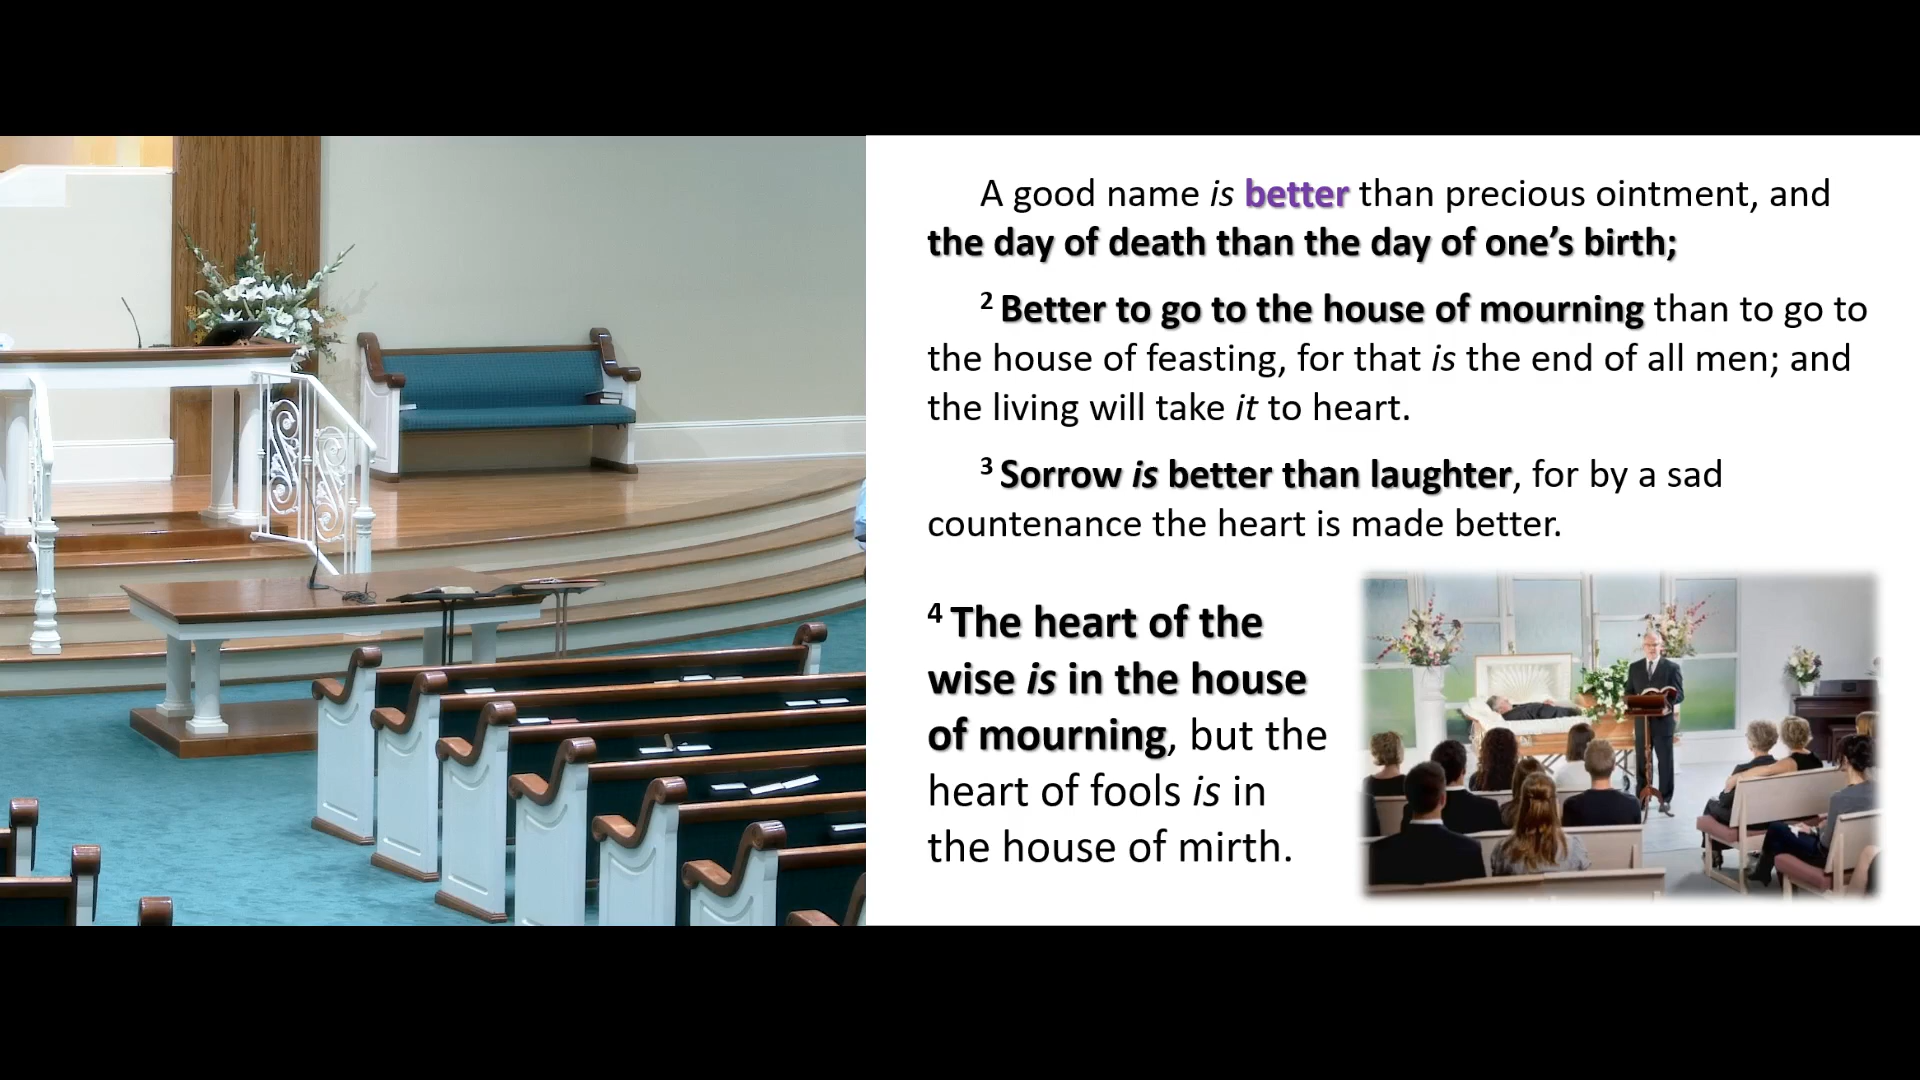 A good name is better than precious ointment, and
the day of death than the day of one’s birth;
2 Better to go to the house of mourning than to go to
the house of feasting, for that is the end of all men; and
the living will take it to heart.
3 Sorrow is better than laughter, for by a sad
countenance the heart is made better.
4 The heart of the
wise is in the house
of mourning, but the
heart of fools is in
the house of mirth.